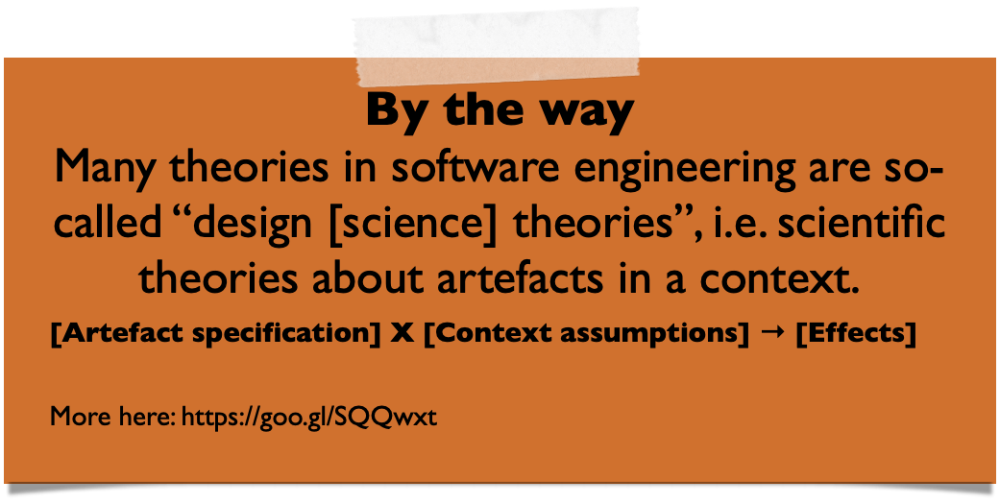 By the way
Many theories in software engineering are so-
called “design [science] theories”, i.e. scientific
theories about artefacts in a context.
[Artefact specification] X [Context assumptions] → [Effects]
More here: https://goo.gl/SQQwxt